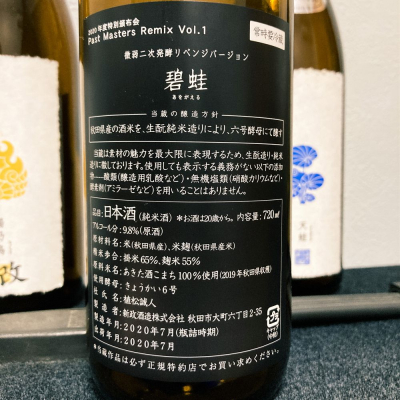 2020年度特別頒布会
Past Masters Remix Vol.1
要冷蔵
微弱二次発酵リベンジバージョン
碧蛙
あをがえる
当蔵の醸造方針
秋田県産の酒米を、生酛純米造りにより、六号酵母にて醸す
当蔵は素材の魅力を最大限に表現するため、生酛造り・純米
造りに徹しております。使用しても表示する義務がない以下の添加
物──酸類（醸造用乳酸など）・無機塩類（硝酸カリウムなど）・
酵素剤（アミラーゼなど）を用いることはありません。
品目：日本酒（純米酒） ＊お酒は20歳から。 内容量：720㎖
アルコール分：9.8%（原酒）
原材料名：米（秋田県産）、米麹（秋田県産米）
精米歩合：掛米65％、麹米55％
原料米：あきた酒こまち100％使用（2019年秋田県収穫）
使用酵母：きょうかい6号
杜氏名：植松誠人
製造者：新政酒造株式会社 秋田市大町六丁目2-35
製造年月：2020年7月（瓶詰時期）
出荷年月：2020年7月
＊当蔵作品は必ず正規特約店でお買い求めください。
改
天蛙